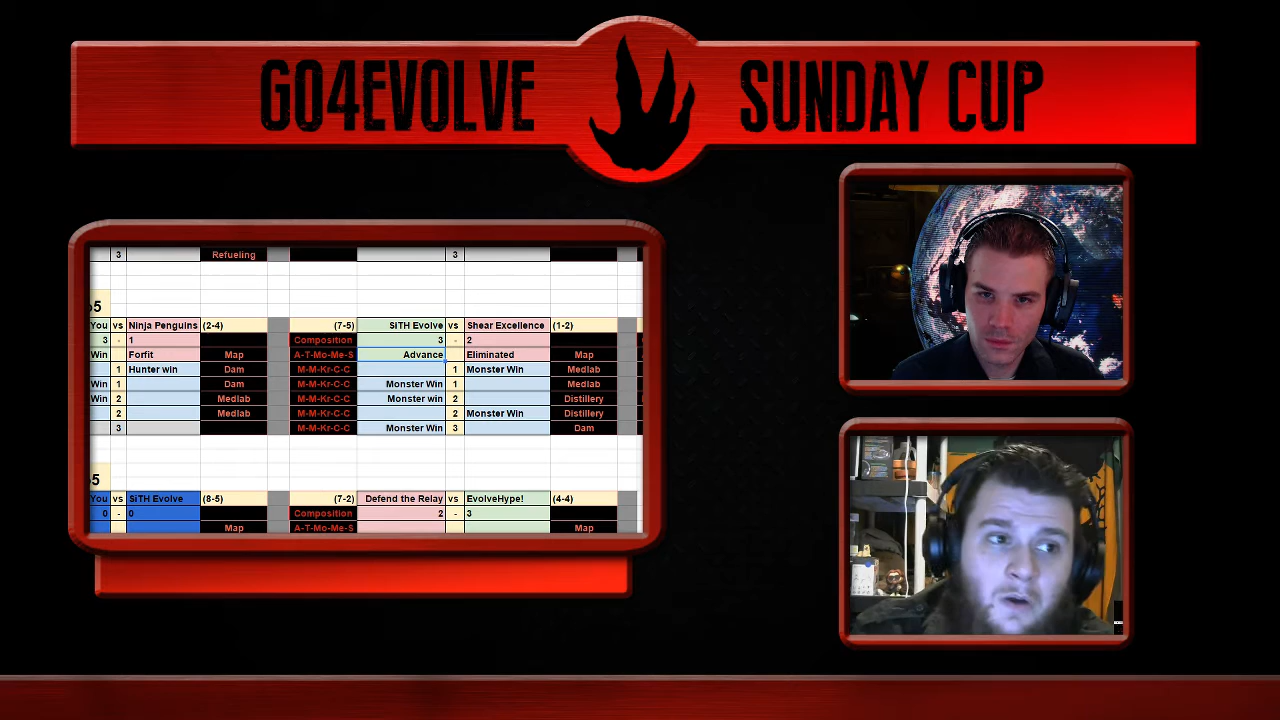 GO4EVOLVE SUNDAY CUP
3 Refueling 3
5
You vs Ninja Penguins (2-4) (7-5) SiTH Evolve vs Shear Excellence (1-2)
3 - 1 Composition 3 - 2
Win Forfit Map A-T-Mo-Me-S Advance Eliminated Map
1 Hunter win Dam M-M-Kr-C-C 1 Monster Win Medlab
Win 1 Dam M-M-Kr-C-C Monster Win 1 Medlab
Win 2 Medlab M-M-Kr-C-C Monster win 2 Distillery
2 Medlab M-M-Kr-C-C 2 Monster Win Distillery
3 M-M-Kr-C-C Monster Win 3 Dam
5
You vs SiTH Evolve (8-5) (7-2) Defend the Relay vs EvolveHype! (4-4)
0 - 0 Composition 2 - 3
Map A-T-Mo-Me-S Map